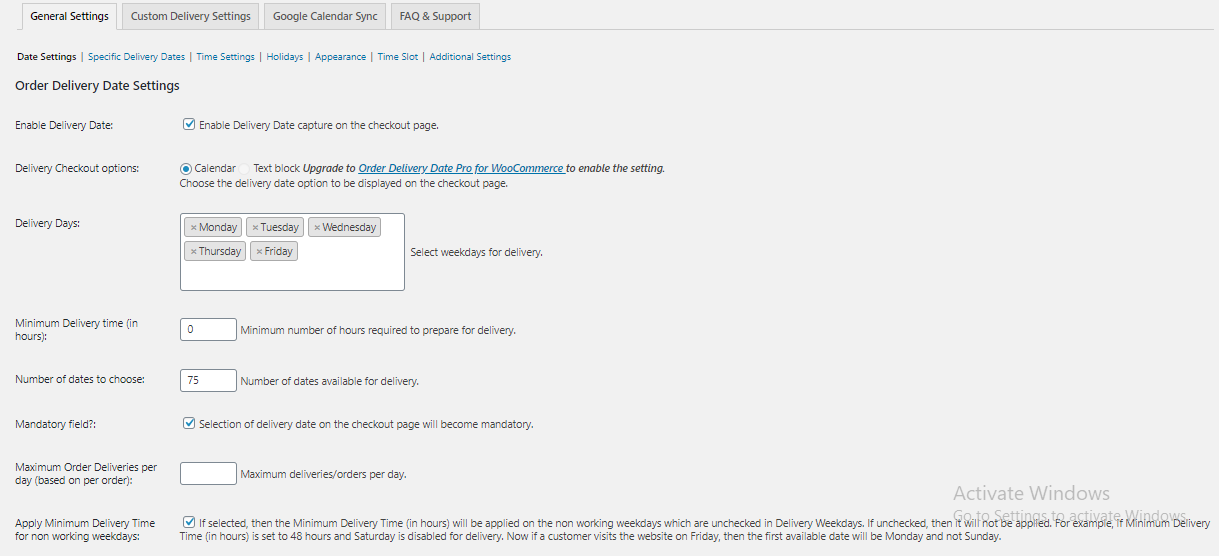 General Settings
Custom Delivery Settings
Google Calendar Sync
FAQ & Support
Date Settings | Specific Delivery Dates | Time Settings | Holidays | Appearance | Time Slot | Additional Settings
Order Delivery Date Settings
Enable Delivery Date:
Enable Delivery Date capture on the checkout page.
Delivery Checkout options:
Calendar Text block Upgrade to Order Delivery Date Pro for WooCommerce to enable the setting.
Choose the delivery date option to be displayed on the checkout page.
Delivery Days:
× Monday × Tuesday × Wednesday
× Thursday × Friday
Select weekdays for delivery.
Minimum Delivery time (in
hours):
0
Minimum number of hours required to prepare for delivery.
Number of dates to choose:
75
Number of dates available for delivery.
Mandatory field?:
Selection of delivery date on the checkout page will become mandatory.
Maximum Order Deliveries per
day (based on per order):
Maximum deliveries/orders per day.
Apply Minimum Delivery Time
for non working weekdays:
If selected, then the Minimum Delivery Time (in hours) will be applied on the non working weekdays which are unchecked in Delivery Weekdays. If unchecked, then it will not be applied. For example, if Minimum Delivery
Time (in hours) is set to 48 hours and Saturday is disabled for delivery. Now if a customer visits the website on Friday, then the first available date will be Monday and not Sunday.
Activate Windows
Go to Settings to activate Windows.